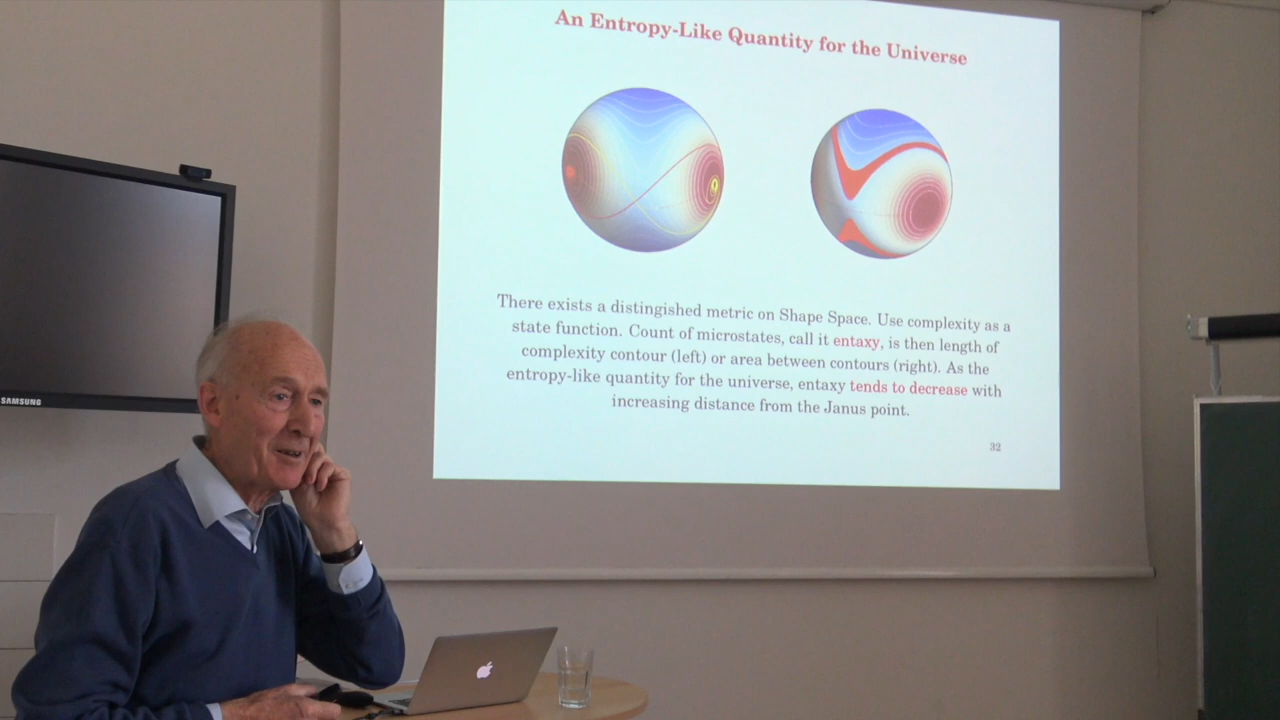 An Entropy-Like Quantity for the Universe
There exists a distingished metric on Shape Space. Use complexity as a
state function. Count of microstates, call it entaxy, is then length of
complexity contour (left) or area between contours (right). As the
entropy-like quantity for the universe, entaxy tends to decrease with
increasing distance from the Janus point.
32
SAMSUNG